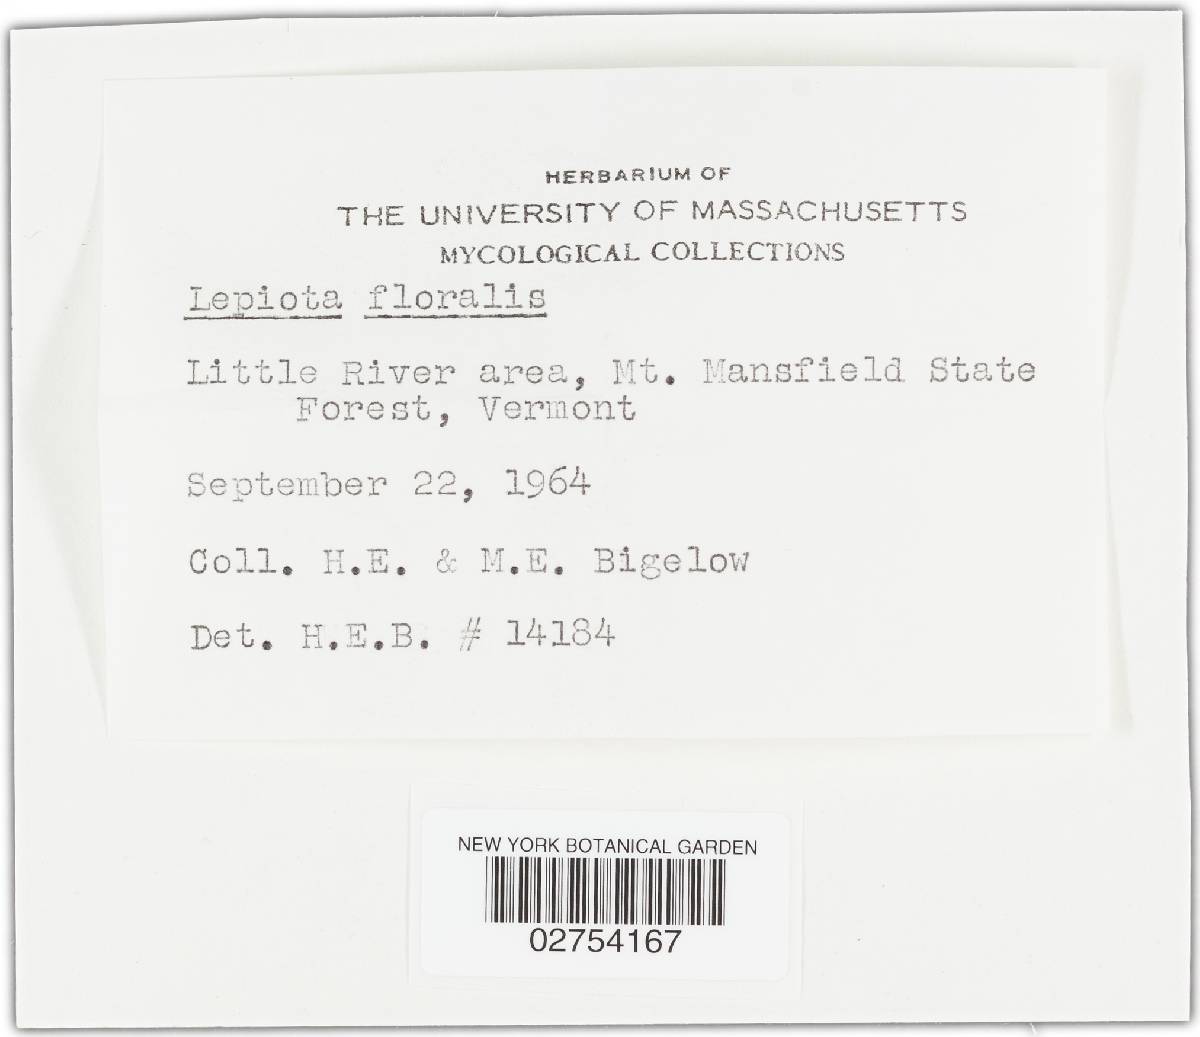 HERBARIUM OF
THE UNIVERSITY OF MASSACHUSETTS
MYCOLOGICAL COLLECTIONS
Lepiota floralis
Little River area, Mt. Mansfield State
Forest, Vermont
September 22, 1964
Coll. H.E. & M.E. Bigelow
Det. H.E.B. # 14184
NEW YORK BOTANICAL GARDEN
02754167